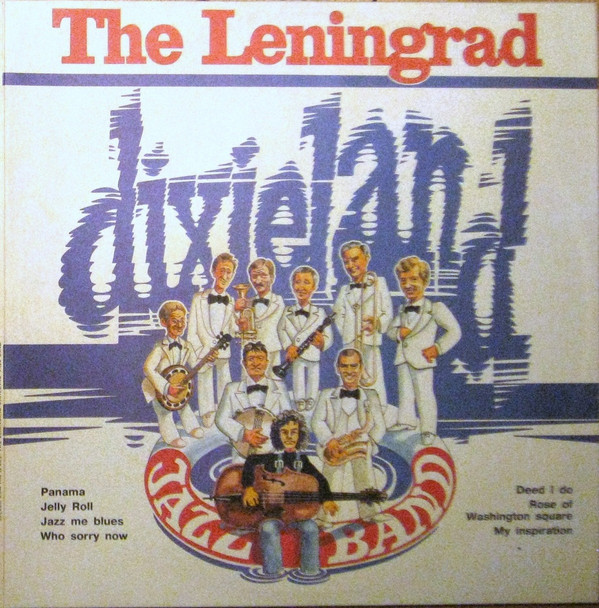 The Leningrad
dixieland
JAZZ BAND
Panama
Jelly Roll
Jazz me blues
Who sorry now
Deed I do
Rose of
Washington square
My inspiration